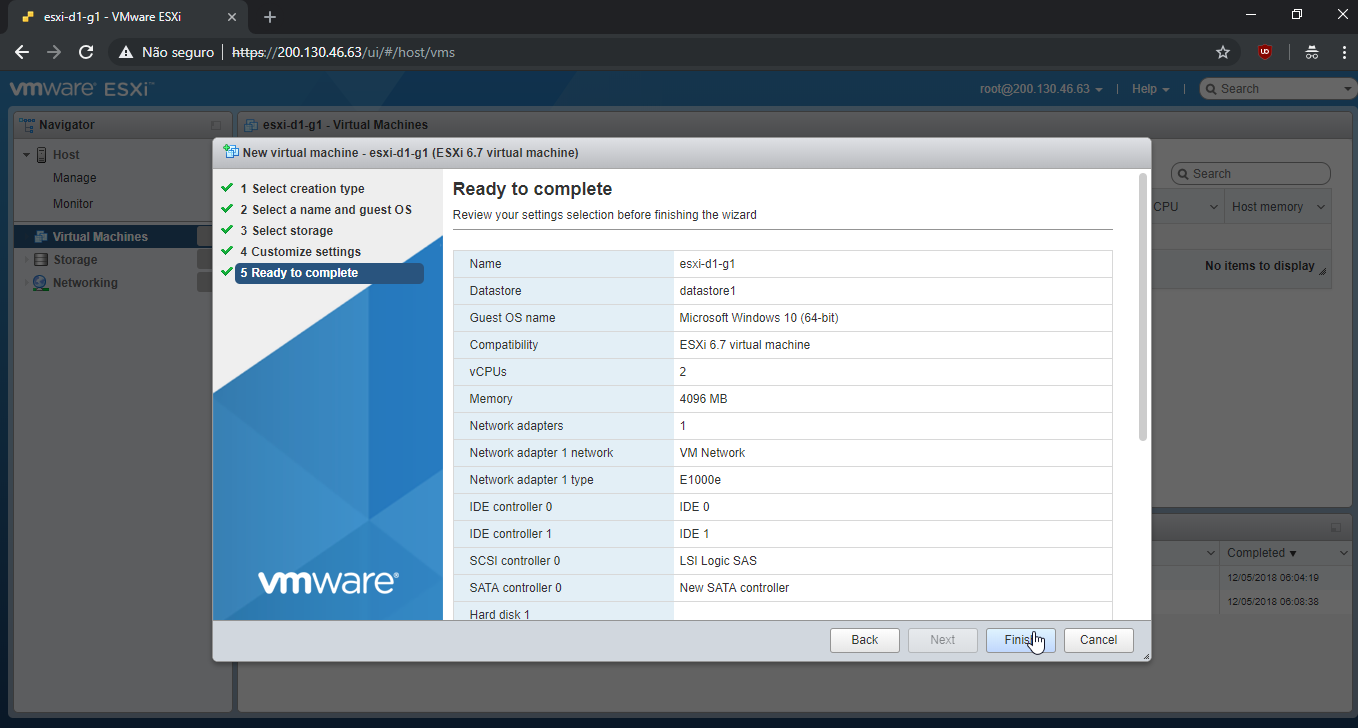 esxi-d1-g1 - VMware ESXi
Não seguro | https://200.130.46.63/ui/#/host/vms
vmware ESXi™
root@200.130.46.63 | Help | Search
Navigator
esxi-d1-g1 - Virtual Machines
Host
Manage
Monitor
Virtual Machines
Storage
Networking
Search
CPU Host memory
No items to display
New virtual machine - esxi-d1-g1 (ESXi 6.7 virtual machine)
1 Select creation type
2 Select a name and guest OS
3 Select storage
4 Customize settings
5 Ready to complete
vmware®
Ready to complete
Review your settings selection before finishing the wizard
Name esxi-d1-g1
Datastore datastore1
Guest OS name Microsoft Windows 10 (64-bit)
Compatibility ESXi 6.7 virtual machine
vCPUs 2
Memory 4096 MB
Network adapters 1
Network adapter 1 network VM Network
Network adapter 1 type E1000e
IDE controller 0 IDE 0
IDE controller 1 IDE 1
SCSI controller 0 LSI Logic SAS
SATA controller 0 New SATA controller
Hard disk 1
Back Next Finish Cancel
Completed ▼
12/05/2018 06:04:19
12/05/2018 06:08:38